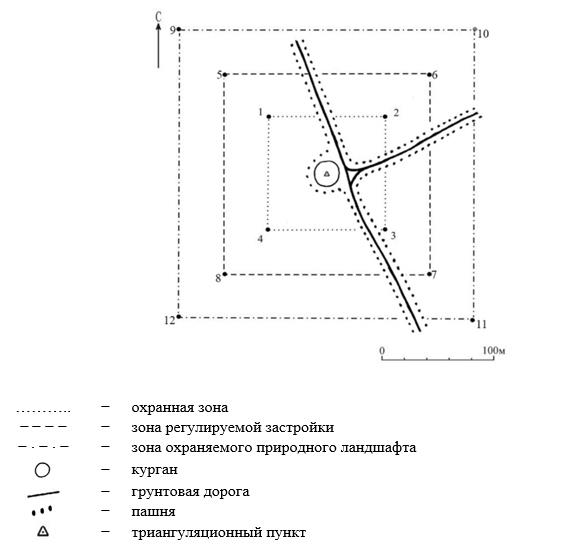 С
9
10
5
6
1
2
4
3
8
7
12
11
0 100м
........... – охранная зона
– – – – – зона регулируемой застройки
– · – · – – зона охраняемого природного ландшафта
– курган
– грунтовая дорога
– пашня
– триангуляционный пункт